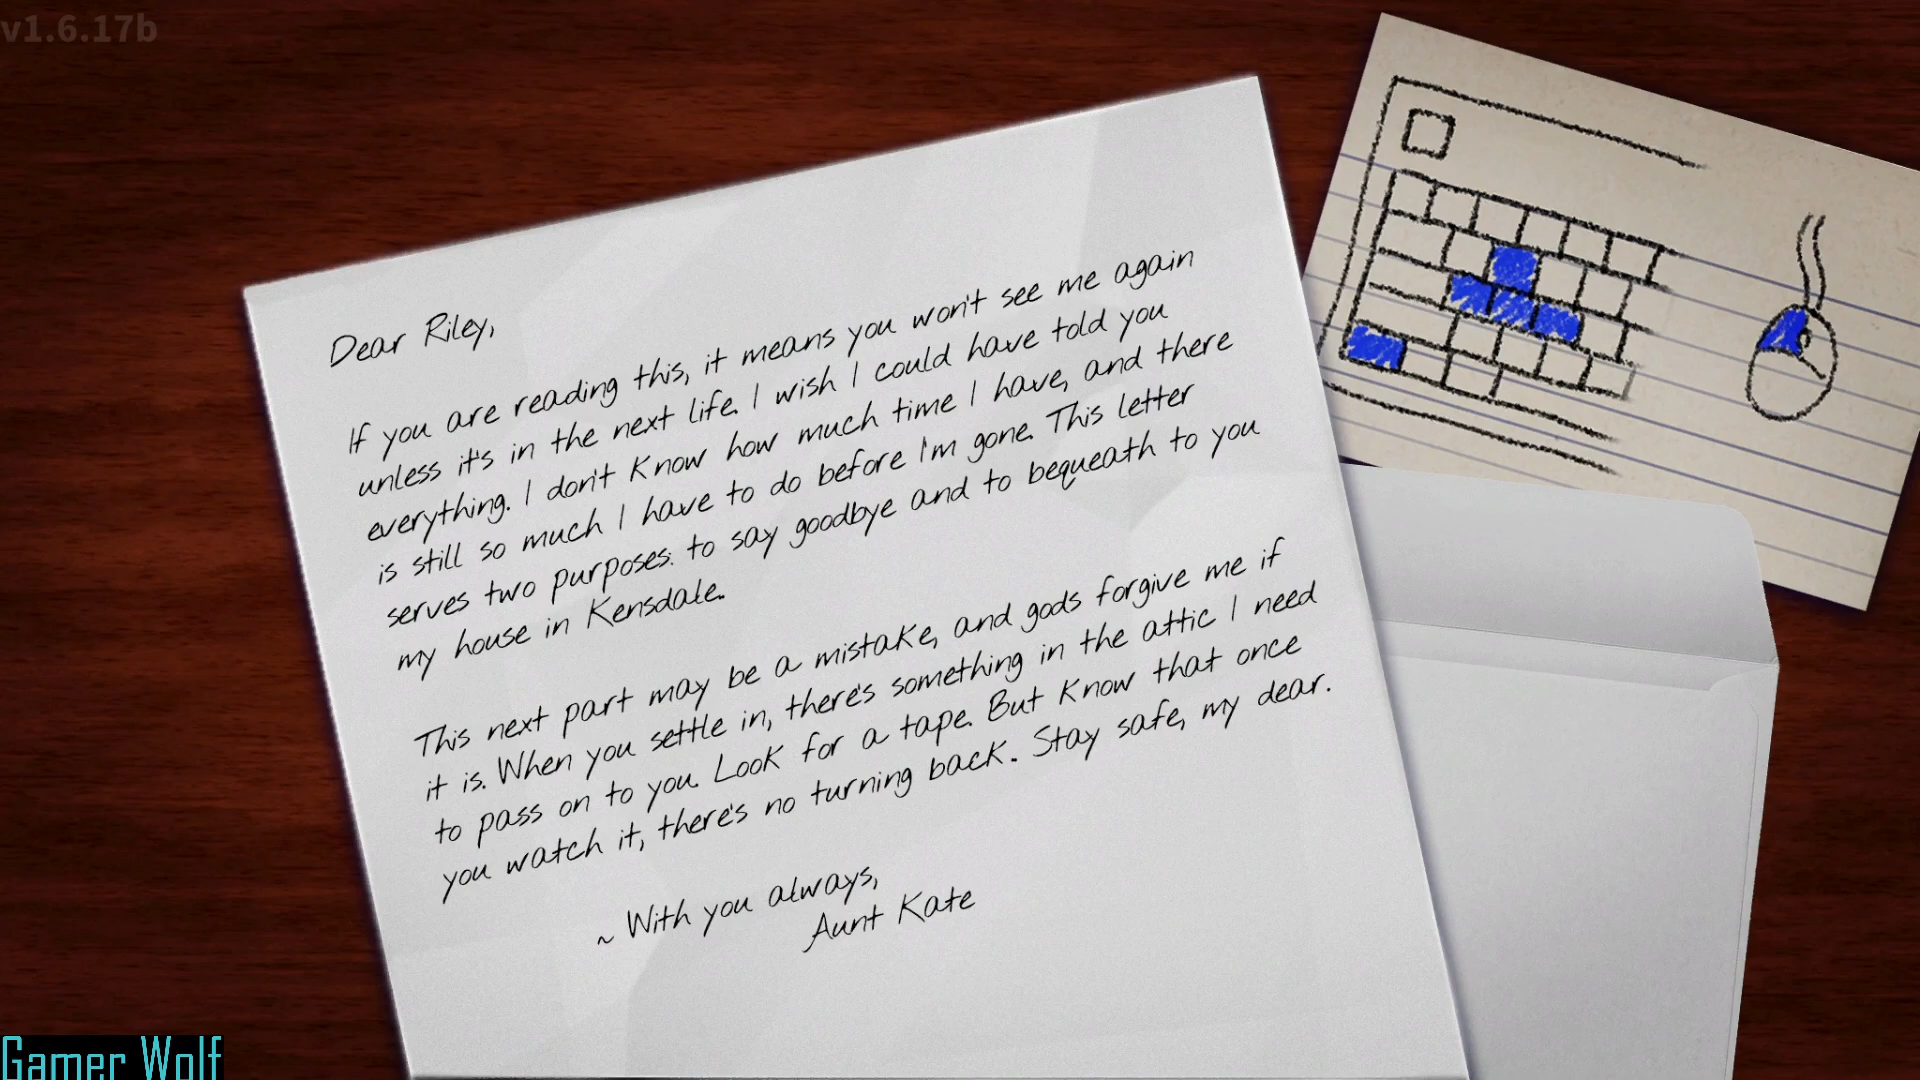 v1.6.17b
Dear Riley,
If you are reading this, it means you won't see me again
unless it's in the next life. I wish I could have told you
everything. I don't know how much time I have, and there
is still so much I have to do before I'm gone. This letter
serves two purposes: to say goodbye and to bequeath to you
my house in Kensdale.
This next part may be a mistake, and gods forgive me if
it is. When you settle in, there's something in the attic I need
to pass on to you. Look for a tape. But know that once
you watch it, there's no turning back. Stay safe, my dear.
~ With you always,
Aunt Kate
Gamer Wolf